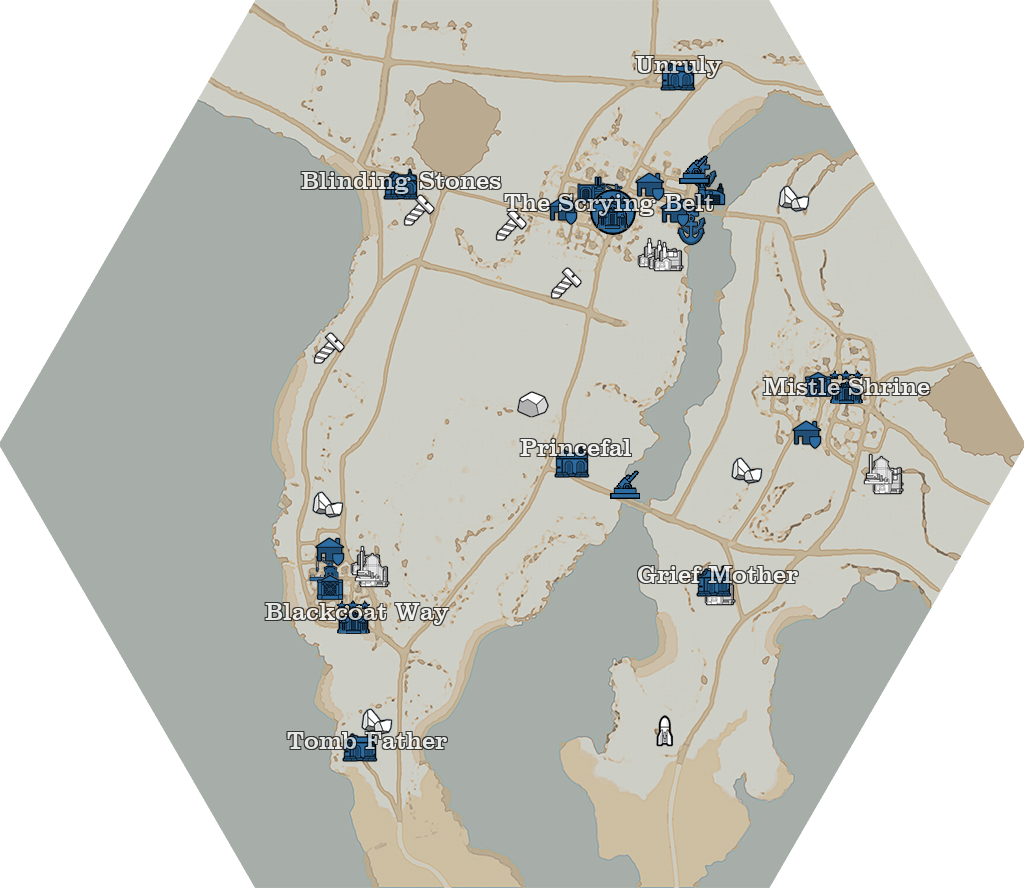 Unruly
Blinding Stones
The Scrying Belt
Mistle Shrine
Princefal
Grief Mother
Blackcoat Way
Tomb Father